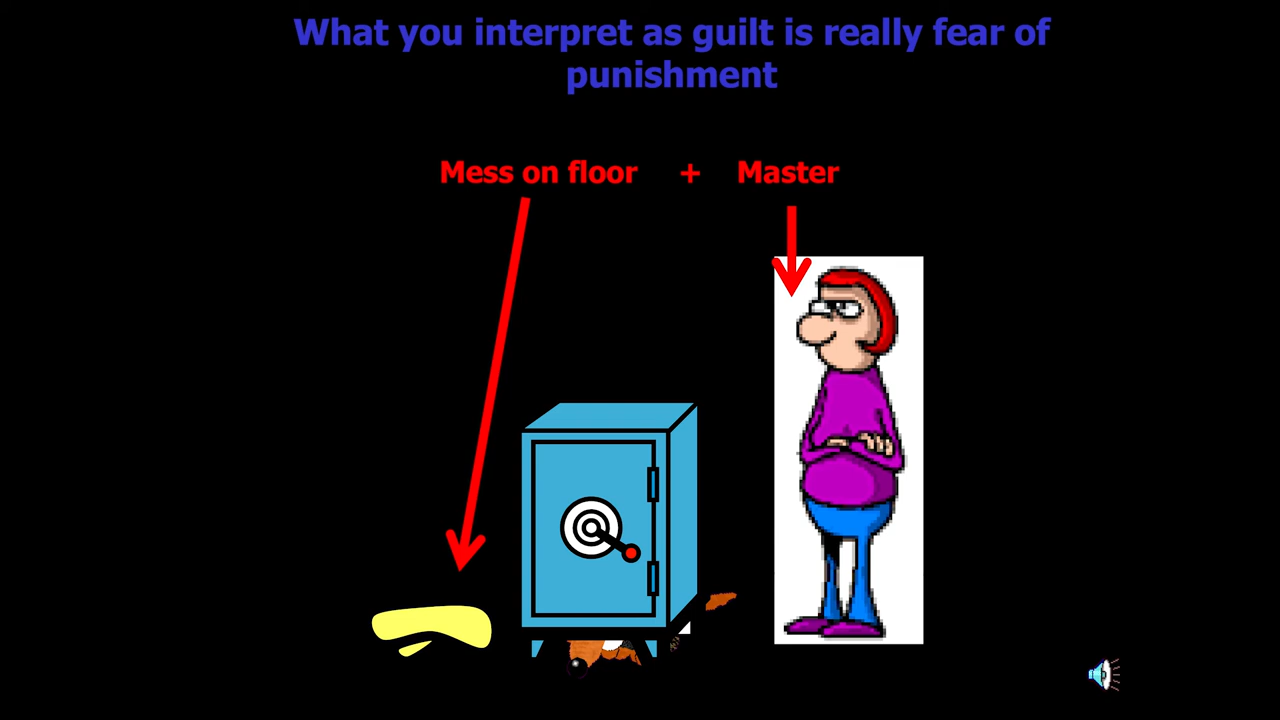 What you interpret as guilt is really fear of
punishment
Mess on floor + Master